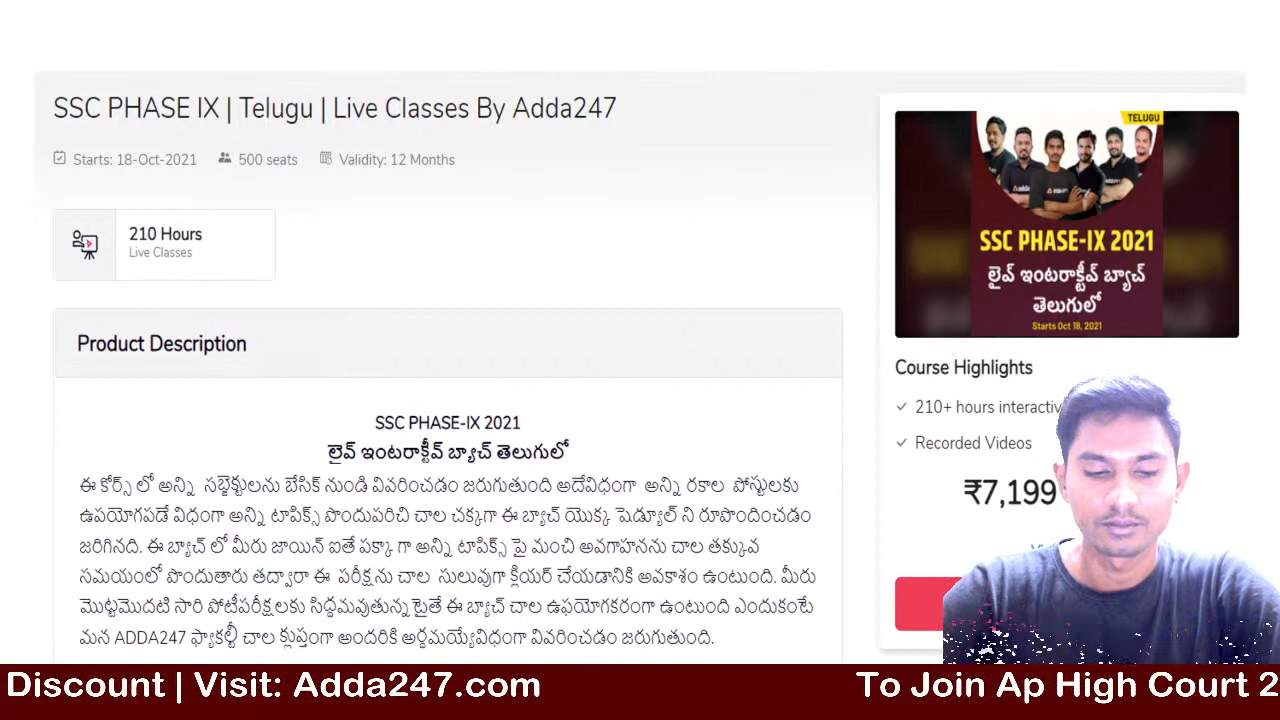 SSC PHASE IX | Telugu | Live Classes By Adda247
Starts: 18-Oct-2021 500 seats Validity: 12 Months
210 Hours
Live Classes
Product Description
SSC PHASE-IX 2021
లైవ్ ఇంటరాక్టీవ్ బ్యాచ్ తెలుగులో
ఈ కోర్స్ లో అన్ని సబ్జెక్టులను బేసిక్ నుండి వివరించడం జరుగుతుంది అదేవిధంగా అన్ని రకాల పోస్టులకు
ఉపయోగపడే విధంగా అన్ని టాపిక్స్ పొందుపరిచి చాల చక్కగా ఈ బ్యాచ్ యొక్క షెడ్యూల్ ని రూపొందించడం
జరిగినది. ఈ బ్యాచ్ లో మీరు జాయిన్ ఐతే పక్కా గా అన్ని టాపిక్స్ పై మంచి అవగాహనను చాల తక్కువ
సమయంలో పొందుతారు తద్వారా ఈ పరీక్షను చాల సులువుగా క్లియర్ చేయడానికి అవకాశం ఉంటుంది. మీరు
మొట్టమొదటి సారి పోటీపరీక్షలకు సిద్ధమవుతున్నట్లైతే ఈ బ్యాచ్ చాల ఉఫయోగకరంగా ఉంటుంది ఎందుకంటే
మన ADDA247 ఫ్యాకల్టీ చాల క్లుప్తంగా అందరికి అర్ధమయ్యేవిధంగా వివరించడం జరుగుతుంది.
TELUGU
SSC PHASE-IX 2021
లైవ్ ఇంటరాక్టీవ్ బ్యాచ్
తెలుగులో
Starts Oct 18, 2021
Course Highlights
210+ hours interactiv
Recorded Videos
₹7,199
Discount | Visit: Adda247.com
To Join Ap High Court 2